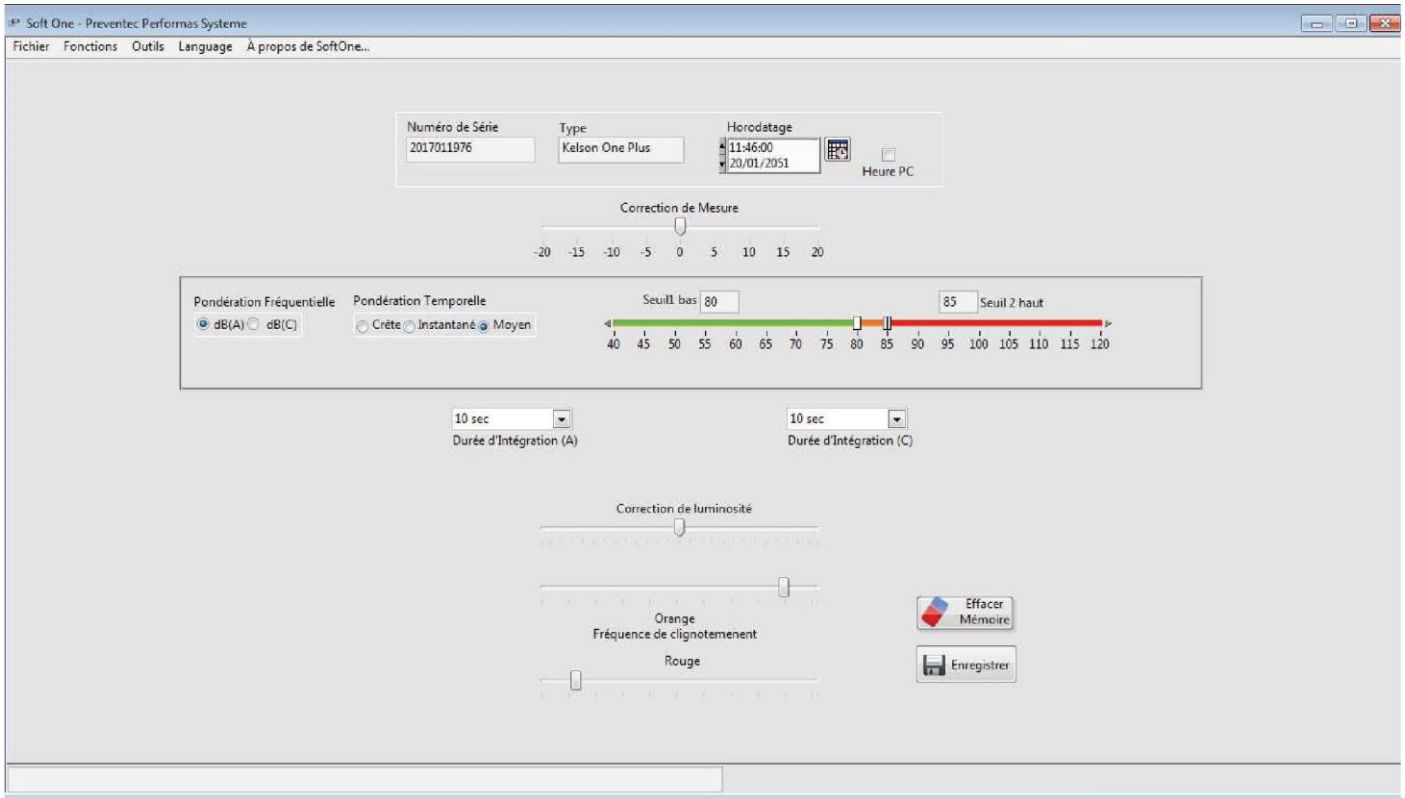 Soft One - Preventec Performas Systeme
Fichier Fonctions Outils Language À propos de SoftOne...
Numéro de Série Type Horodatage
2017011976 Kelson One Plus 11:46:00
20/01/2051
Heure PC
Correction de Mesure
-20 -15 -10 -5 0 5 10 15 20
Pondération Fréquentielle Pondération Temporelle Seuil1 bas 80 85 Seuil 2 haut
dB(A) dB(C) Crête Instantané Moyen
40 45 50 55 60 65 70 75 80 85 90 95 100 105 110 115 120
10 sec 10 sec
Durée d'Intégration (A) Durée d'Intégration (C)
Correction de luminosité
Orange
Fréquence de clignotemenent
Rouge
Effacer
Mémoire
Enregistrer